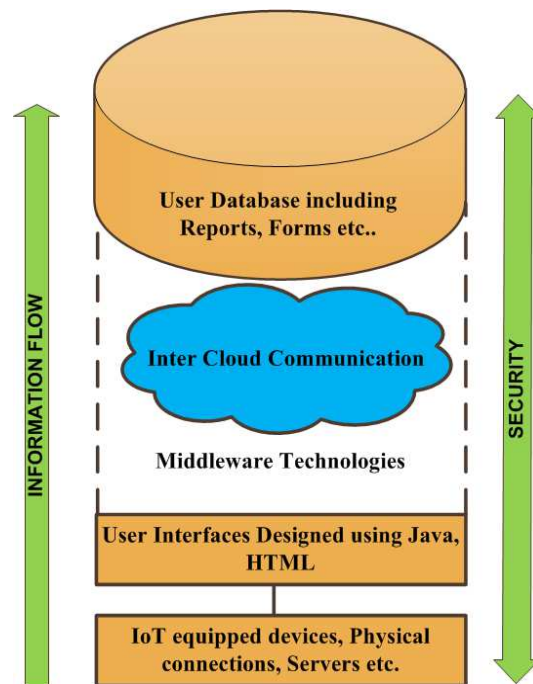 User Database including
Reports, Forms etc..
INFORMATION FLOW
SECURITY
Inter Cloud Communication
Middleware Technologies
User Interfaces Designed using Java,
HTML
IoT equipped devices, Physical
connections, Servers etc.